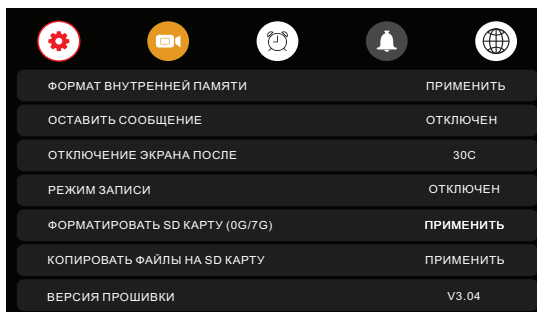 ФОРМАТ ВНУТРЕННЕЙ ПАМЯТИ ПРИМЕНИТЬ
ОСТАВИТЬ СООБЩЕНИЕ ОТКЛЮЧЕН
ОТКЛЮЧЕНИЕ ЭКРАНА ПОСЛЕ 30С
РЕЖИМ ЗАПИСИ ОТКЛЮЧЕН
ФОРМАТИРОВАТЬ SD КАРТУ (0G/7G) ПРИМЕНИТЬ
КОПИРОВАТЬ ФАЙЛЫ НА SD КАРТУ ПРИМЕНИТЬ
ВЕРСИЯ ПРОШИВКИ V3.04